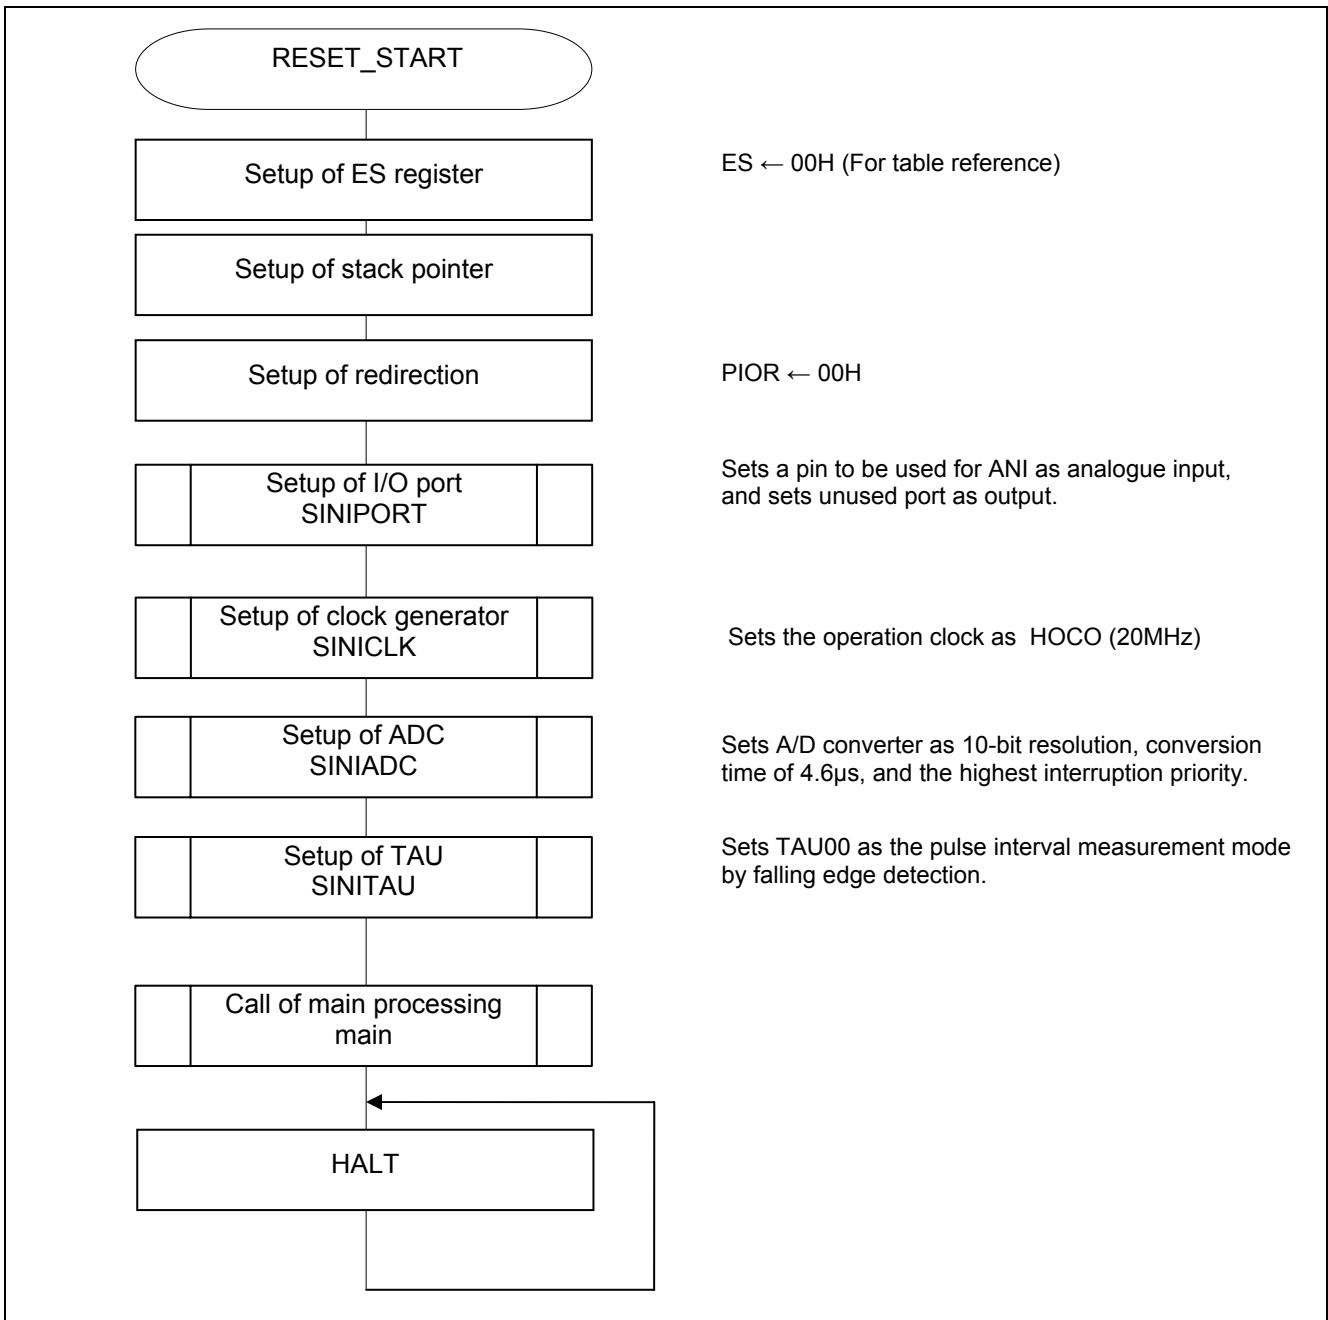 RESET_START
Setup of ES register
ES ← 00H (For table reference)
Setup of stack pointer
Setup of redirection
PIOR ← 00H
Setup of I/O port
SINIPORT
Sets a pin to be used for ANI as analogue input,
and sets unused port as output.
Setup of clock generator
SINICLK
Sets the operation clock as HOCO (20MHz)
Setup of ADC
SINIADC
Sets A/D converter as 10-bit resolution, conversion
time of 4.6µs, and the highest interruption priority.
Setup of TAU
SINITAU
Sets TAU00 as the pulse interval measurement mode
by falling edge detection.
Call of main processing
main
HALT